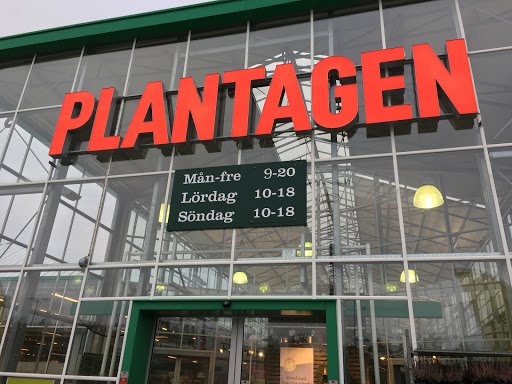 PLANTAGEN
Mån-fre 9-20
Lördag 10-18
Söndag 10-18